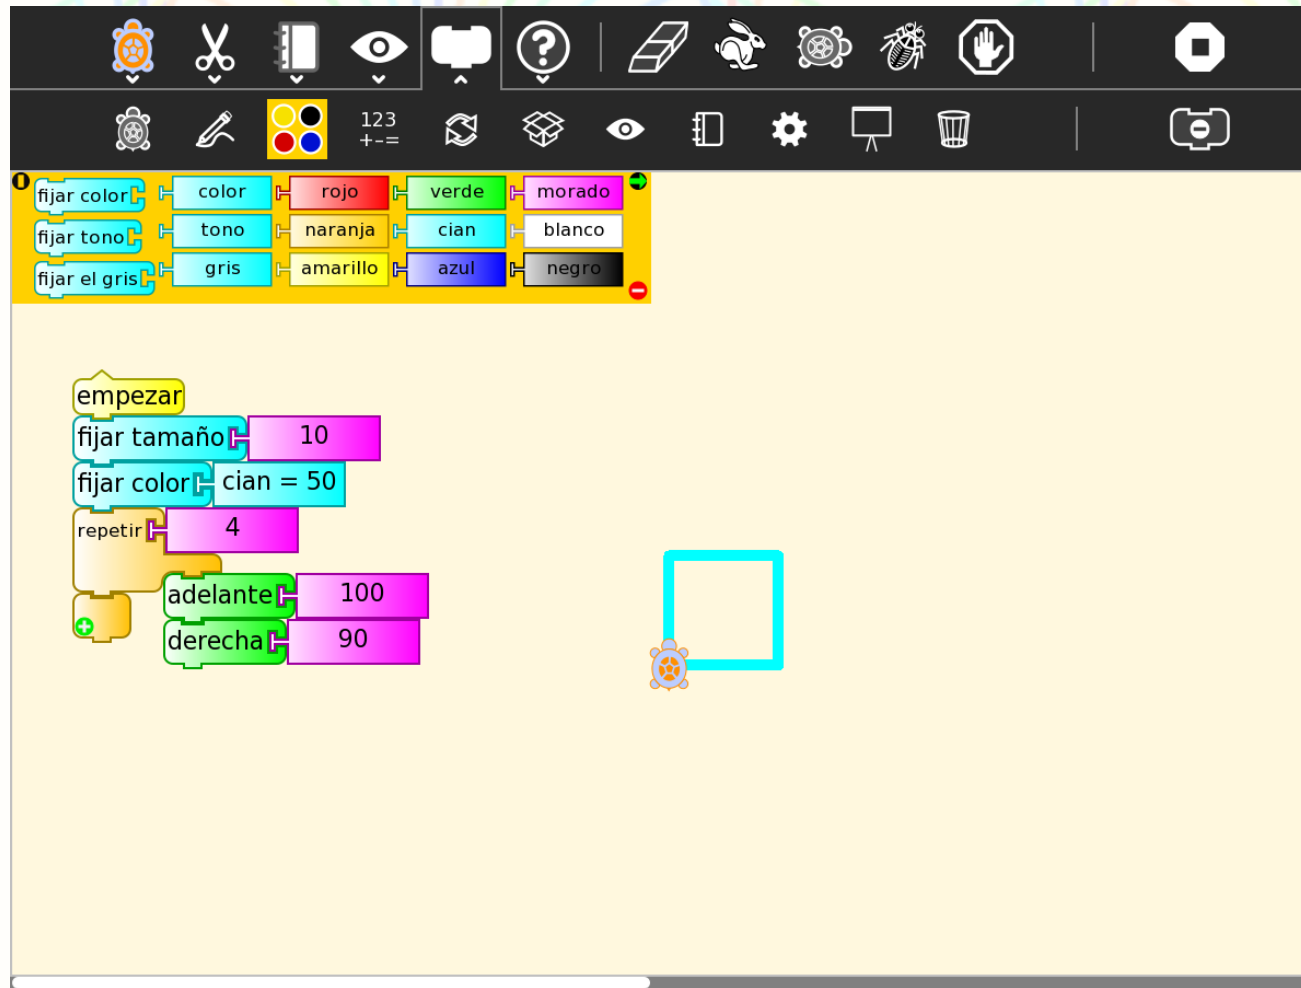 ?
123
+-=
fijar color color rojo verde morado
fijar tono tono naranja cian blanco
fijar el gris gris amarillo azul negro
empezar
fijar tamaño 10
fijar color cian = 50
repetir 4
adelante 100
derecha 90